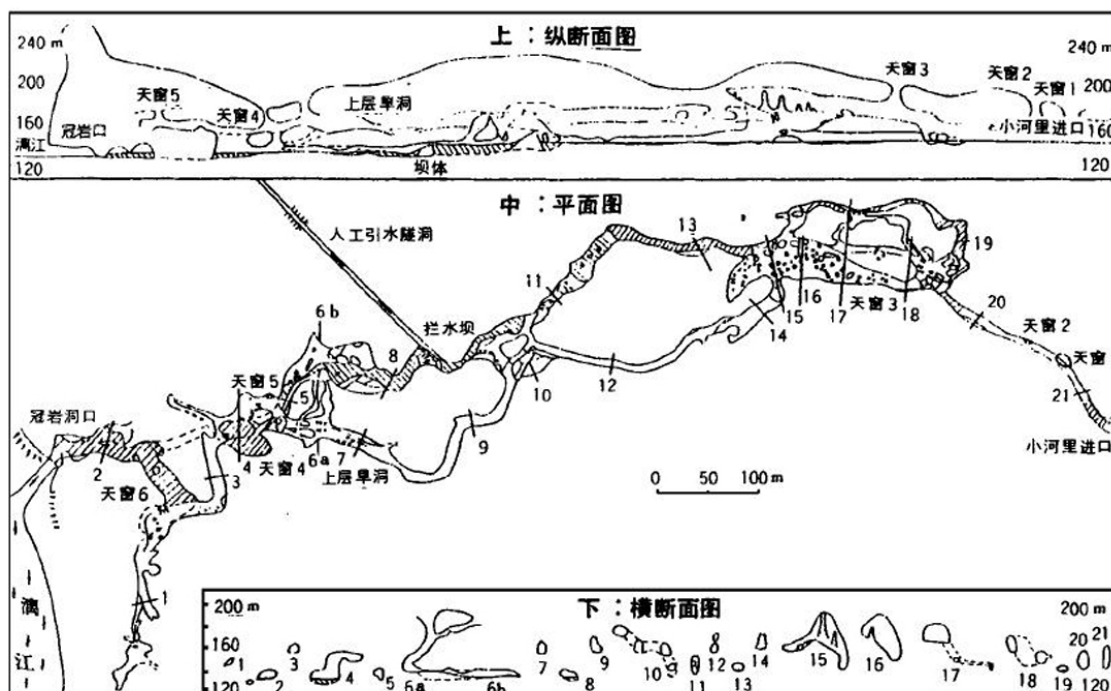 上：纵断面图
240 m
240 m
200
天窗3
天窗2
200
天窗5
天窗1
天窗4
上层旱洞
160
冠岩口
小河里进口
160
漓江
120
坝体
120
中：平面图
人工引水隧洞
13
19
11
16
天窗3
6b
拦水坝
15
17
18
20
14
天窗2
8
天窗
天窗5
12
10
5
21
冠岩洞口
9
小河里进口
2
4
天窗4
6a
7
上层旱洞
3
天窗6
0 50 100 m
1
漓江
下：横断面图
200 m
200 m
160
160
120
120
1
2
3
4
5
6a
6b
7
8
9
10
11
12
13
14
15
16
17
18
19
20
21